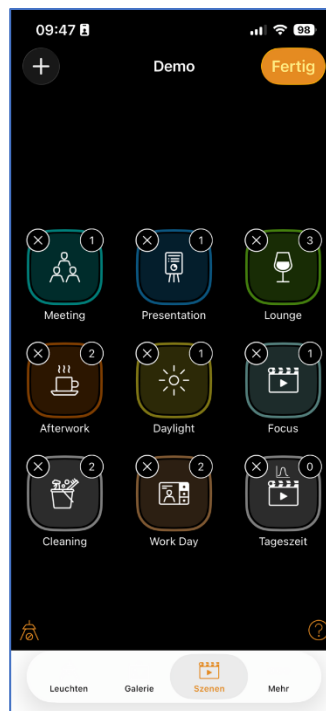 09:47 98
Demo Fertig
1 1 3
Meeting Presentation Lounge
2 1 1
Afterwork Daylight Focus
2 2 0
Cleaning Work Day Tageszeit
?
Leuchten Galerie Szenen Mehr